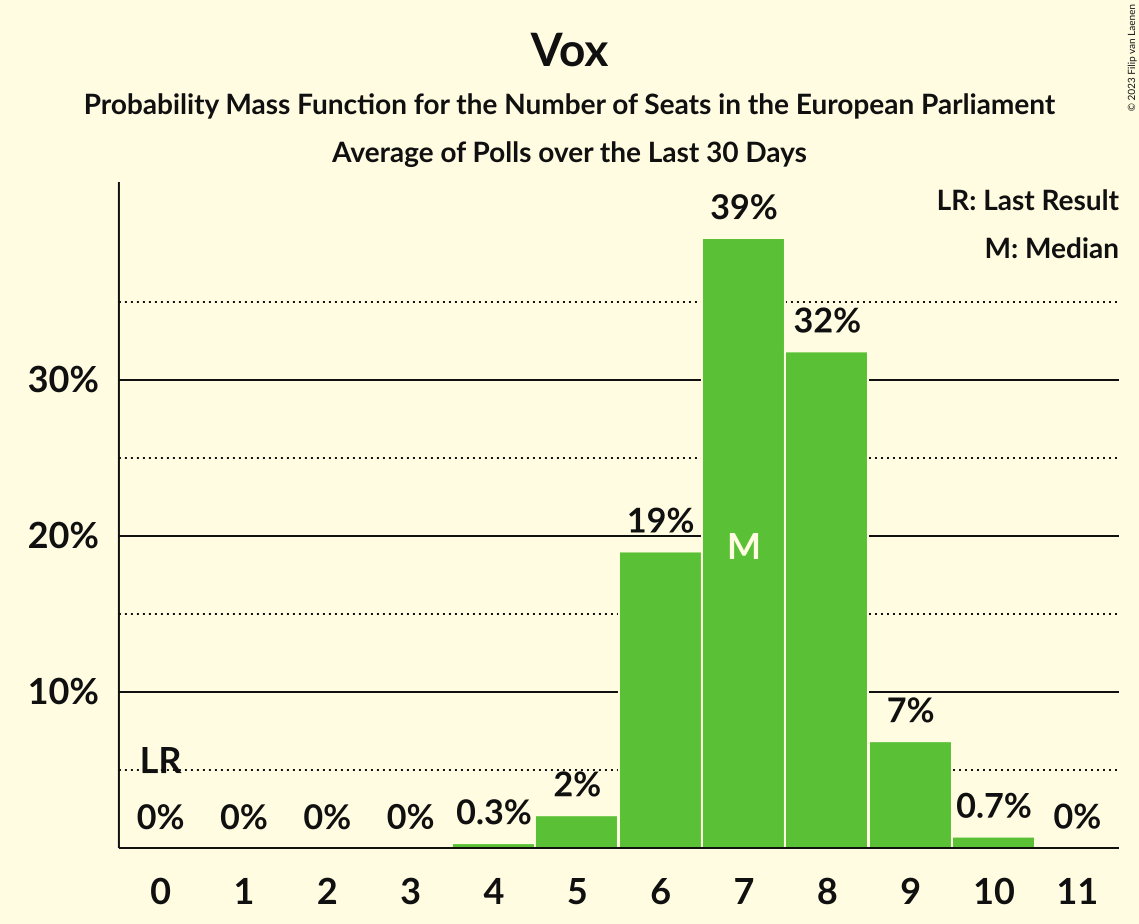 Vox
Probability Mass Function for the Number of Seats in the European Parliament
Average of Polls over the Last 30 Days
© 2023 Filip van Laenen
LR: Last Result
M: Median
39%
32%
30%
19%
20%
M
10%
7%
LR
2%
0%
0%
0%
0%
0.3%
0.7%
0%
0 1 2 3 4 5 6 7 8 9 10 11